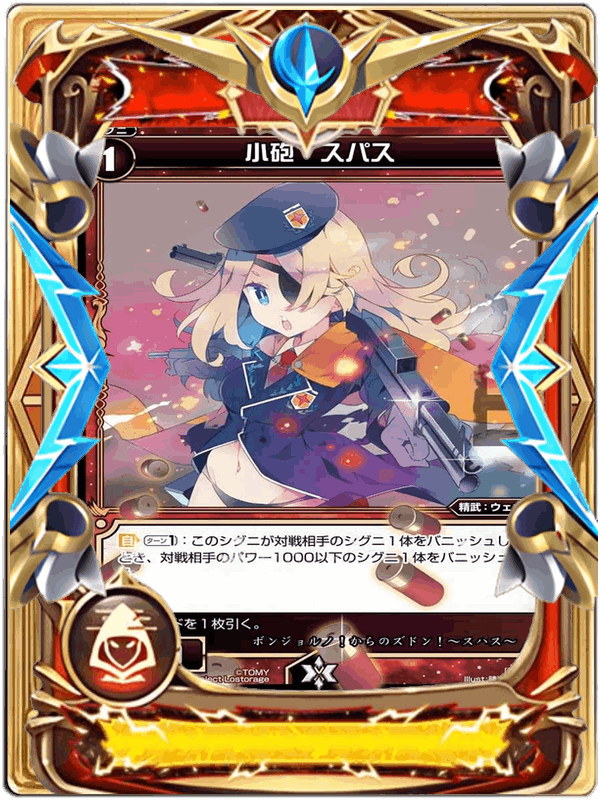 1
小砲 スパス
精武：ウェ
自 ターン1：このシグニが対戦相手のシグニ１体をバニッシュし
とき、対戦相手のパワー1000以下のシグニ１体をバニッシュ
ドを１枚引く。
ボンジョルノ！からのズドン！～スパス～
©TOMY
ject Lostorage
Illust: